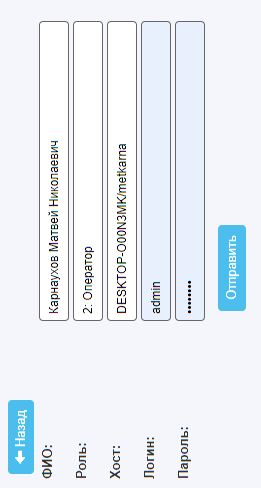 ← Назад
ФИО: Карнаухов Матвей Николаевич
Роль: 2: Оператор
Хост: DESKTOP-O00N3MK/metkarna
Логин: admin
Пароль: ••••••••
Отправить